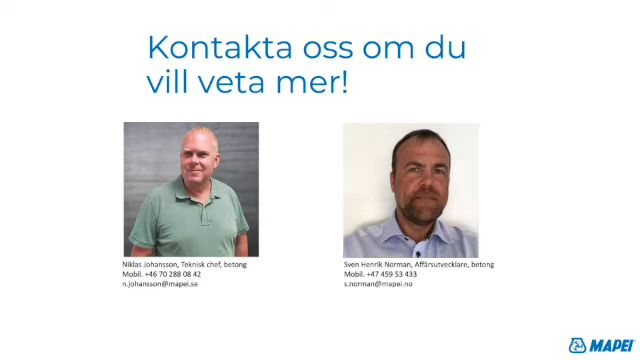 Kontakta oss om du
vill veta mer!
Niklas Johansson, Teknisk chef, betong
Mobil. +46 70 288 08 42
n.johansson@mapei.se
Sven Henrik Norman, Affärsutvecklare, betong
Mobil. +47 459 53 433
s.norman@mapei.no
MAPEI